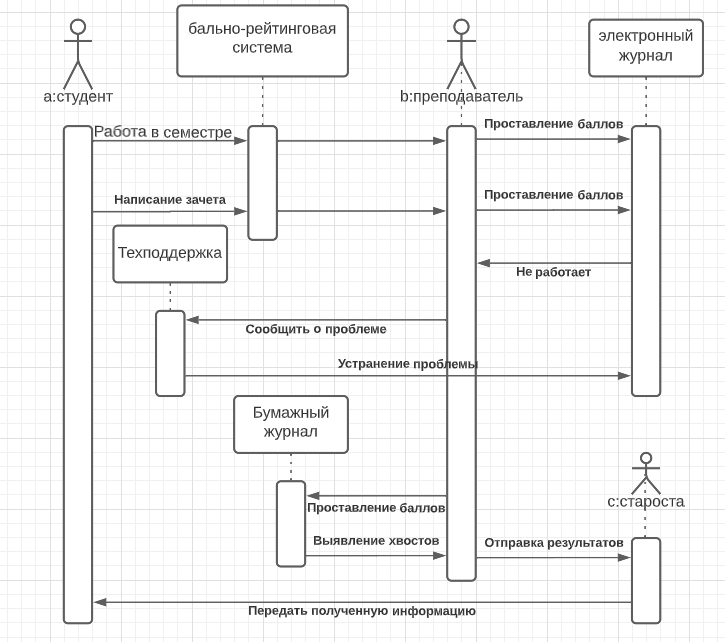 бально-рейтинговая
система
электронный
журнал
а:студент
b:преподаватель
Работа в семестре
Проставление баллов
Написание зачета
Проставление баллов
Техподдержка
Не работает
Сообщить о проблеме
Устранение проблемы
Бумажный
журнал
с:староста
Проставление баллов
Выявление хвостов
Отправка результатов
Передать полученную информацию